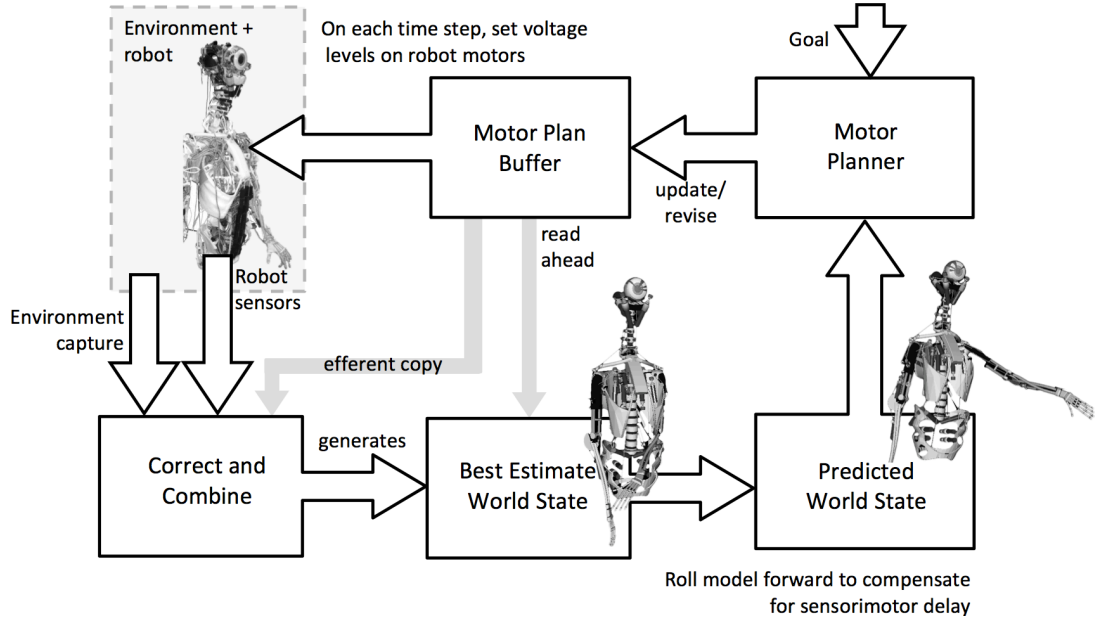 Environment +
robot
On each time step, set voltage
levels on robot motors
Goal
Motor Plan
Buffer
Motor
Planner
update/
revise
read
ahead
Robot
sensors
Environment
capture
efferent copy
generates
Correct and
Combine
Best Estimate
World State
Predicted
World State
Roll model forward to compensate
for sensorimotor delay